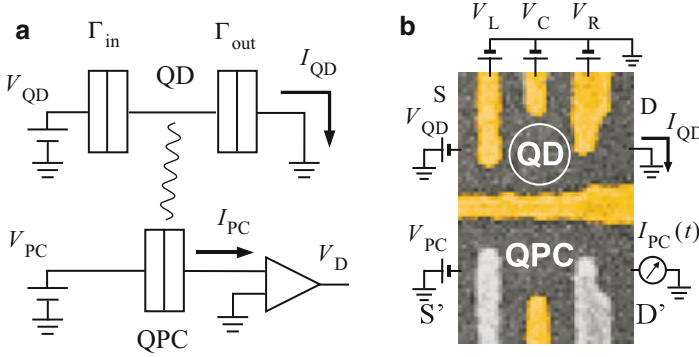 a
Γin
Γout
QD
IQD
VQD
VPC
IPC
VD
QPC
b
VL
VC
VR
S
D
VQD
IQD
QD
VPC
QPC
IPC(t)
S'
D'